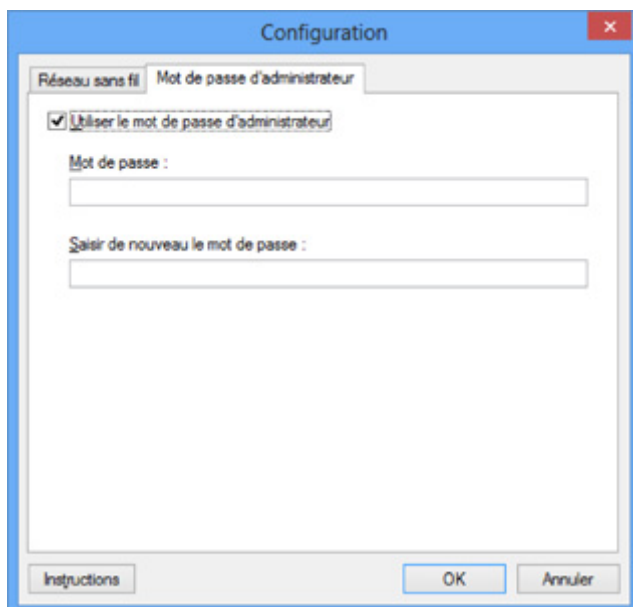 Configuration
Réseau sans fil Mot de passe d'administrateur
Utiliser le mot de passe d'administrateur
Mot de passe :
Saisir de nouveau le mot de passe :
Instructions OK Annuler